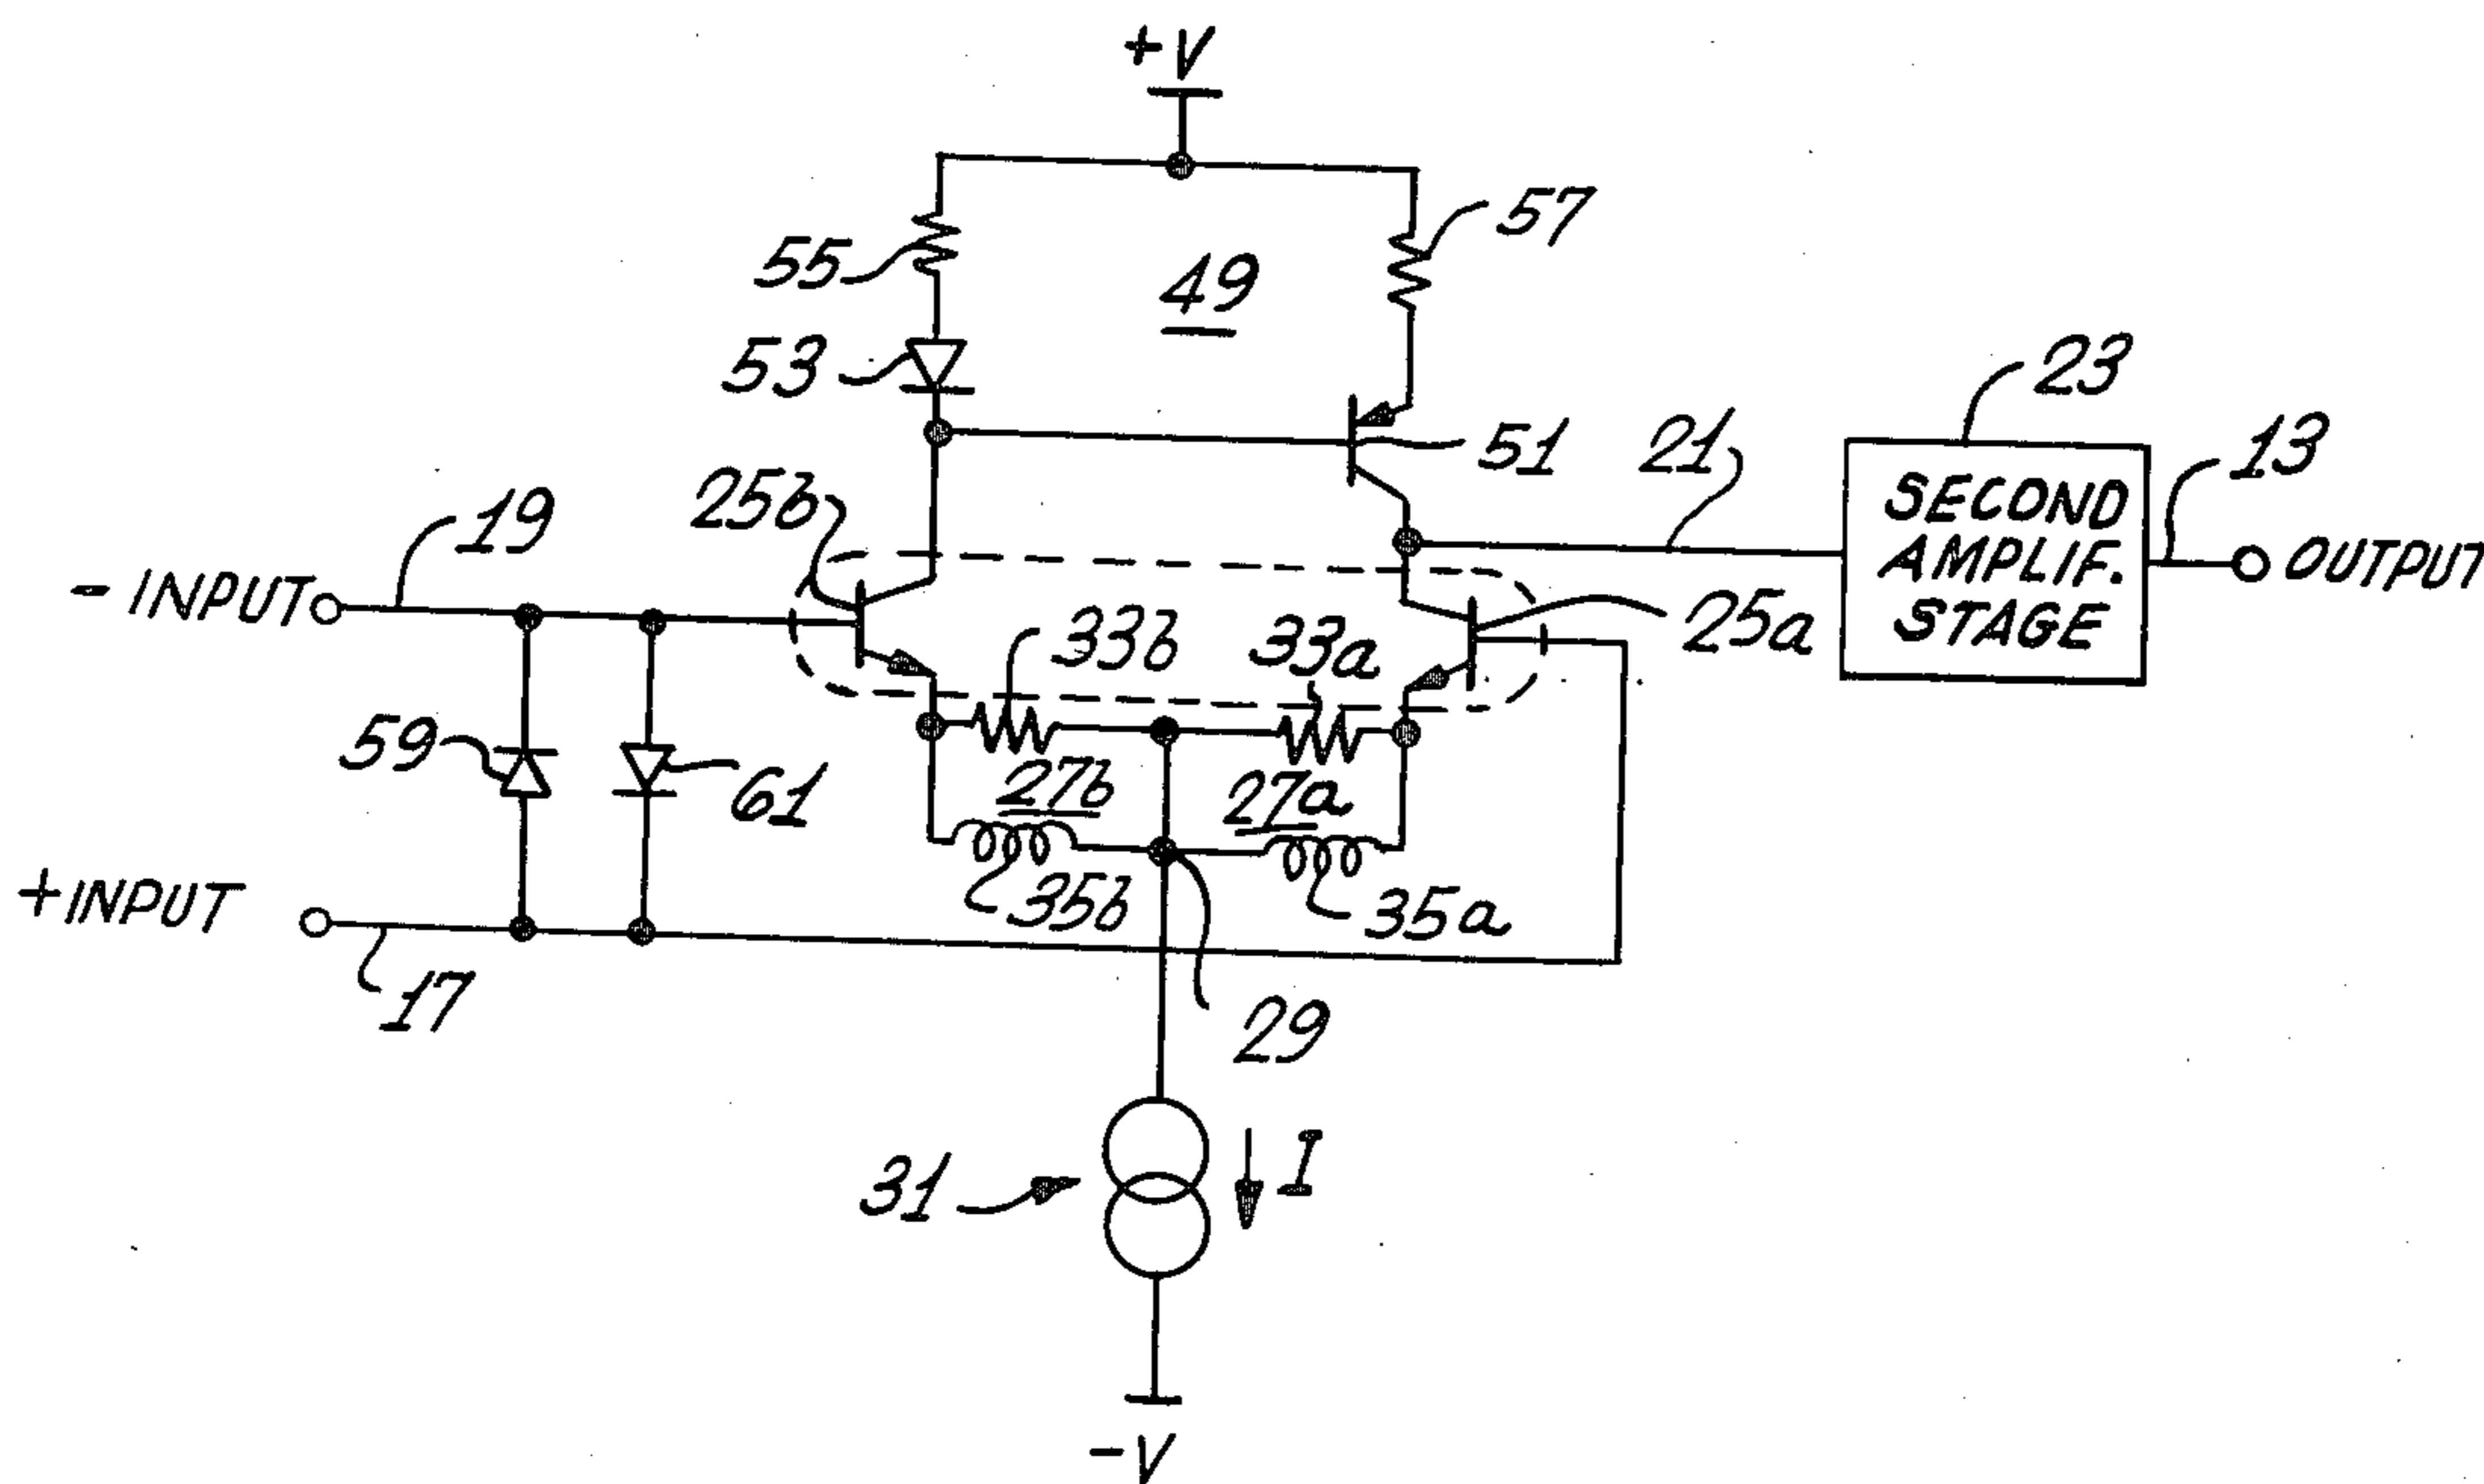 +V
57
55
49
53
23
51
21
13
25b
19
SECOND
AMPLIF.
STAGE
- INPUT
OUTPUT
33b
33a
25a
59
61
27b
27a
+INPUT
35b
35a
17
29
31
I
-V